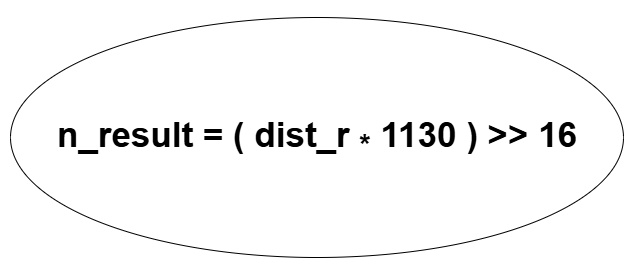 n_result = ( dist_r * 1130 ) >> 16